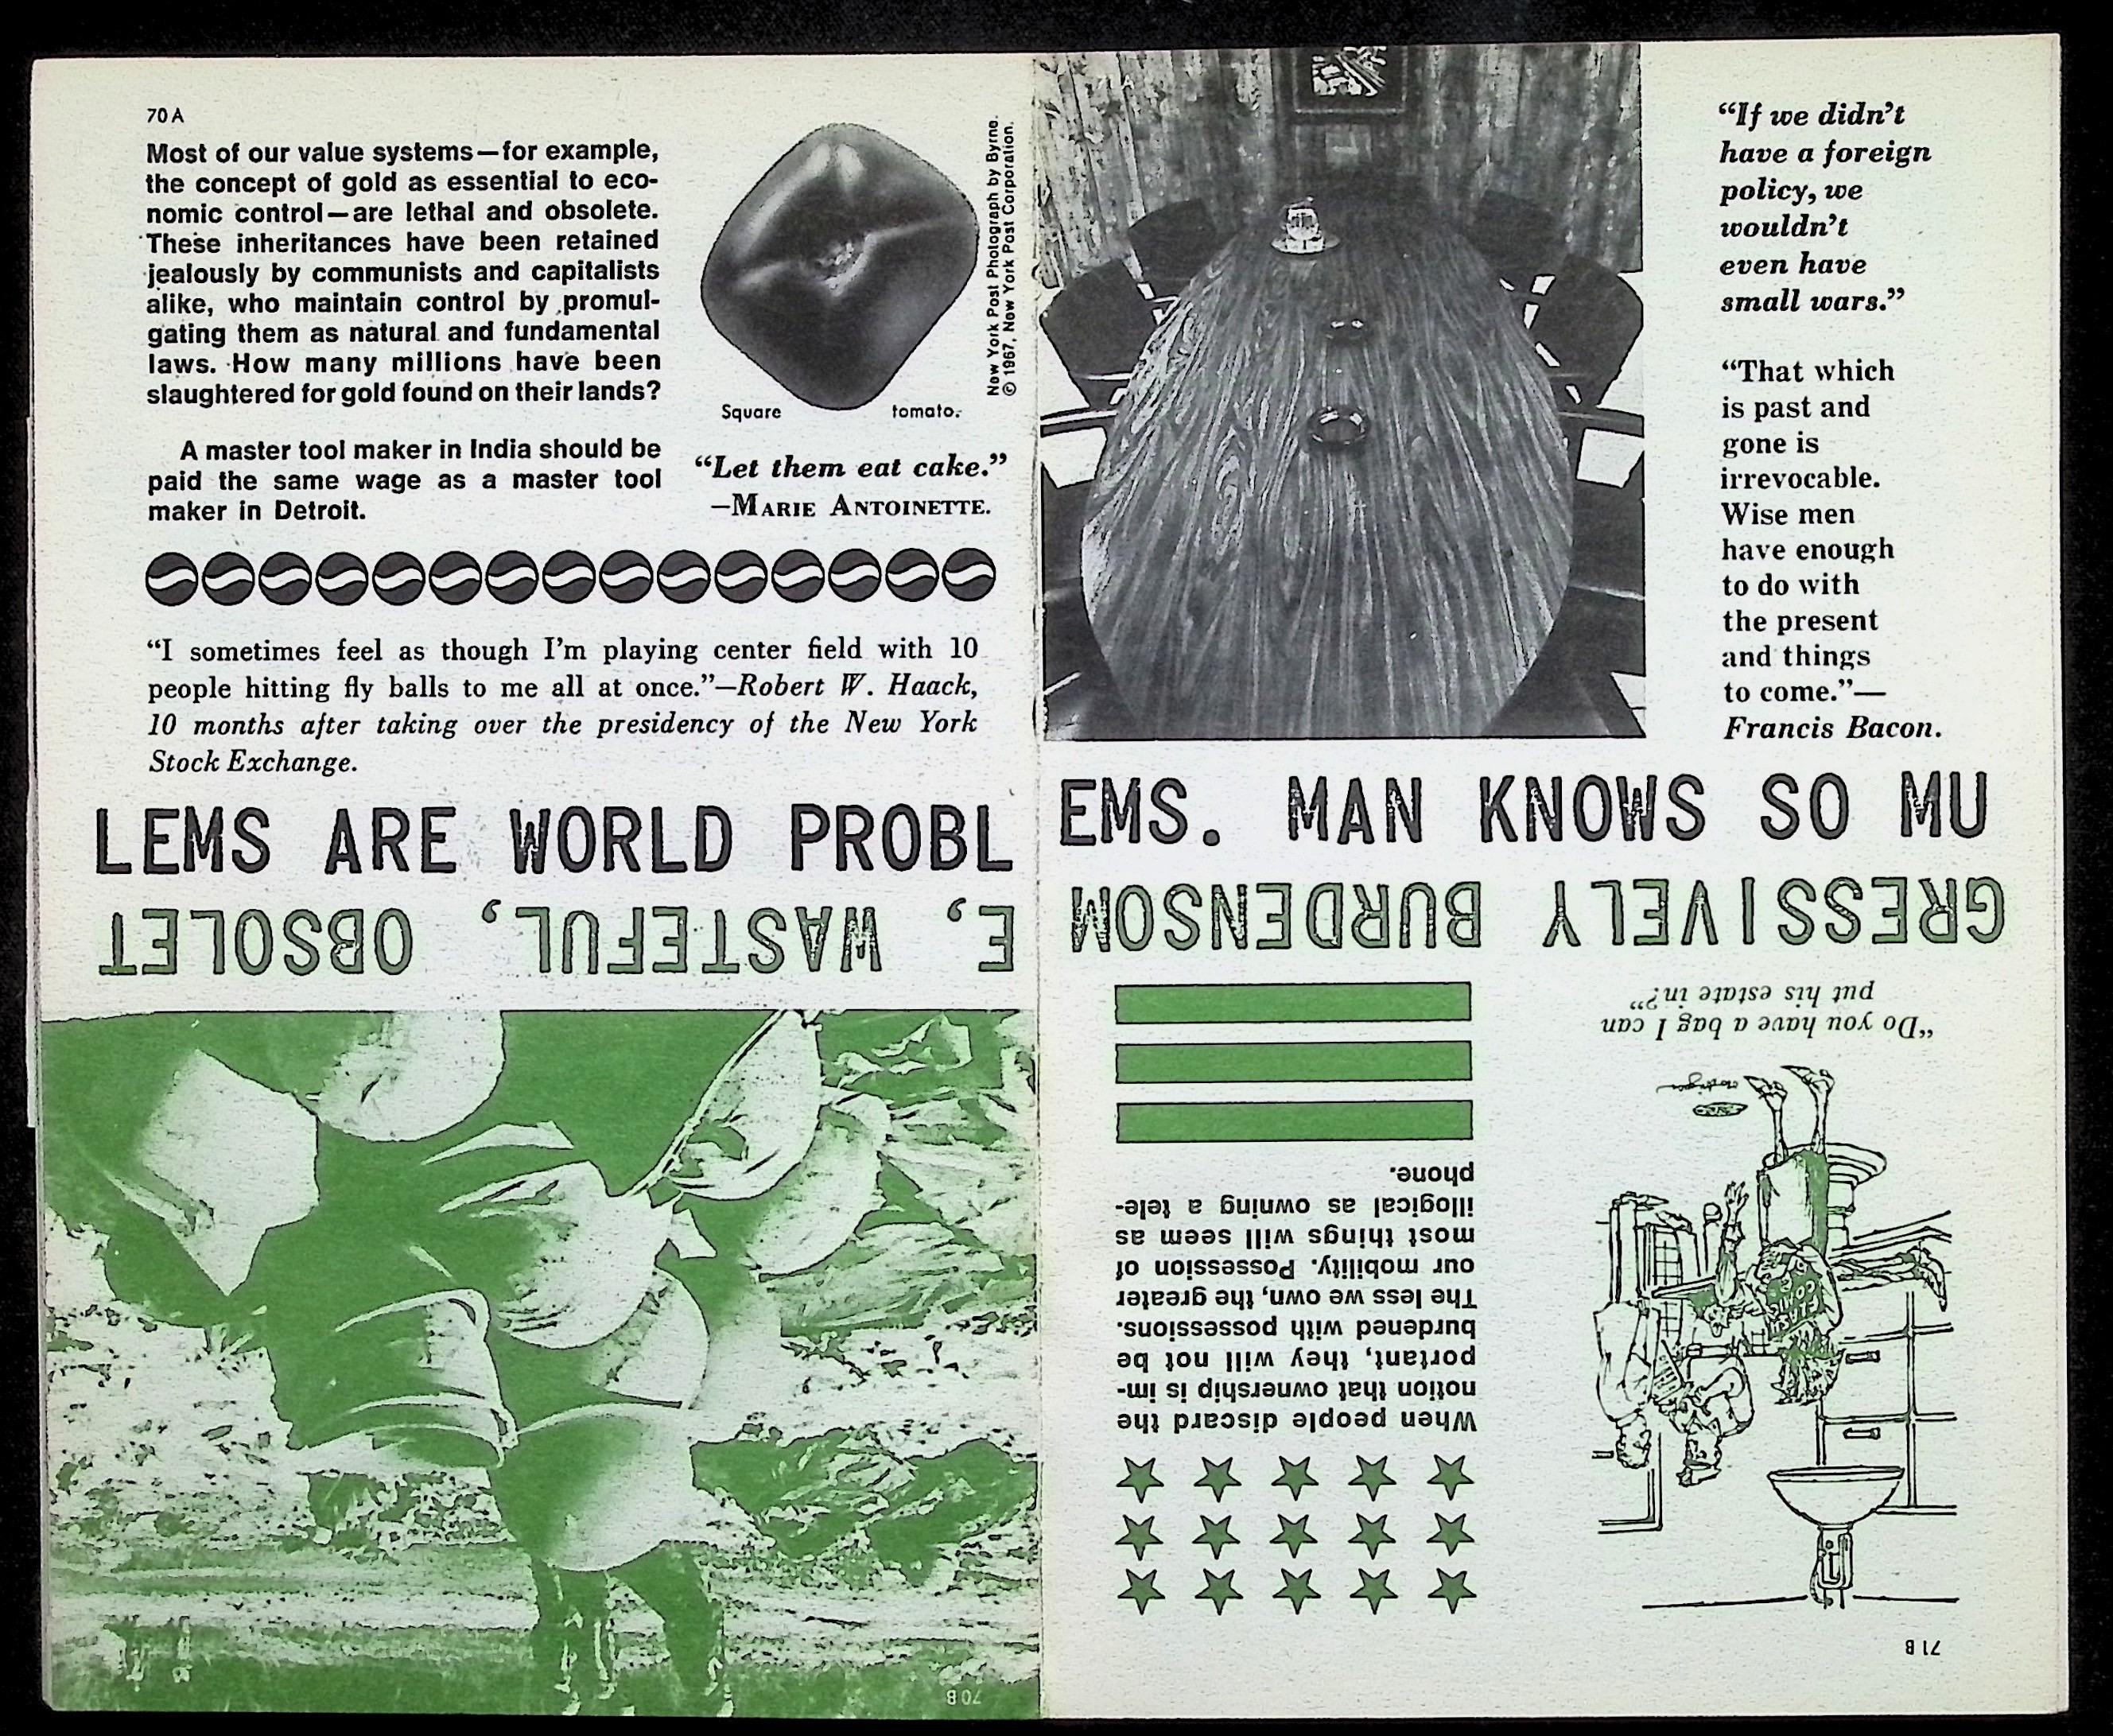 70 A
Most of our value systems—for example,
the concept of gold as essential to eco-
nomic control—are lethal and obsolete.
These inheritances have been retained
jealously by communists and capitalists
alike, who maintain control by promul-
gating them as natural and fundamental
laws. How many millions have been
slaughtered for gold found on their lands?
A master tool maker in India should be
paid the same wage as a master tool
maker in Detroit.
Square tomato.
New York Post Photograph by Byrne.
© 1967, New York Post Corporation.
“Let them eat cake.”
—MARIE ANTOINETTE.
“I sometimes feel as though I’m playing center field with 10
people hitting fly balls to me all at once.”—Robert W. Haack,
10 months after taking over the presidency of the New York
Stock Exchange.
“If we didn’t
have a foreign
policy, we
wouldn’t
even have
small wars.”
“That which
is past and
gone is
irrevocable.
Wise men
have enough
to do with
the present
and things
to come.”—
Francis Bacon.
LEMS ARE WORLD PROBL
EMS. MAN KNOWS SO MU
71 B
When people discard the
notion that ownership is im-
portant, they will not be
burdened with possessions.
The less we own, the greater
our mobility. Possession of
most things will seem as
illogical as owning a tele-
phone.
“Do you have a bag I can
put his estate in?”
GRESSIVELY BURDENSOM
E, WASTEFUL, OBSOLET
70 B